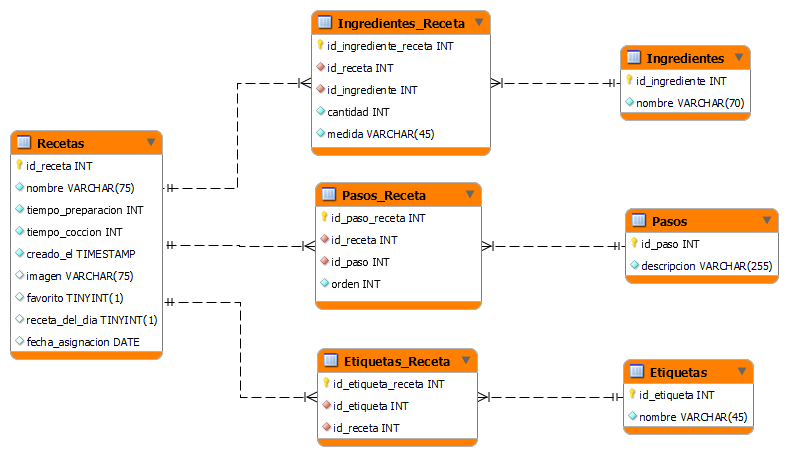 Recetas
id_receta INT
nombre VARCHAR(75)
tiempo_preparacion INT
tiempo_coccion INT
creado_el TIMESTAMP
imagen VARCHAR(75)
favorito TINYINT(1)
receta_del_dia TINYINT(1)
fecha_asignacion DATE
Ingredientes_Receta
id_ingrediente_receta INT
id_receta INT
id_ingrediente INT
cantidad INT
medida VARCHAR(45)
Ingredientes
id_ingrediente INT
nombre VARCHAR(70)
Pasos_Receta
id_paso_receta INT
id_receta INT
id_paso INT
orden INT
Pasos
id_paso INT
descripcion VARCHAR(255)
Etiquetas_Receta
id_etiqueta_receta INT
id_etiqueta INT
id_receta INT
Etiquetas
id_etiqueta INT
nombre VARCHAR(45)